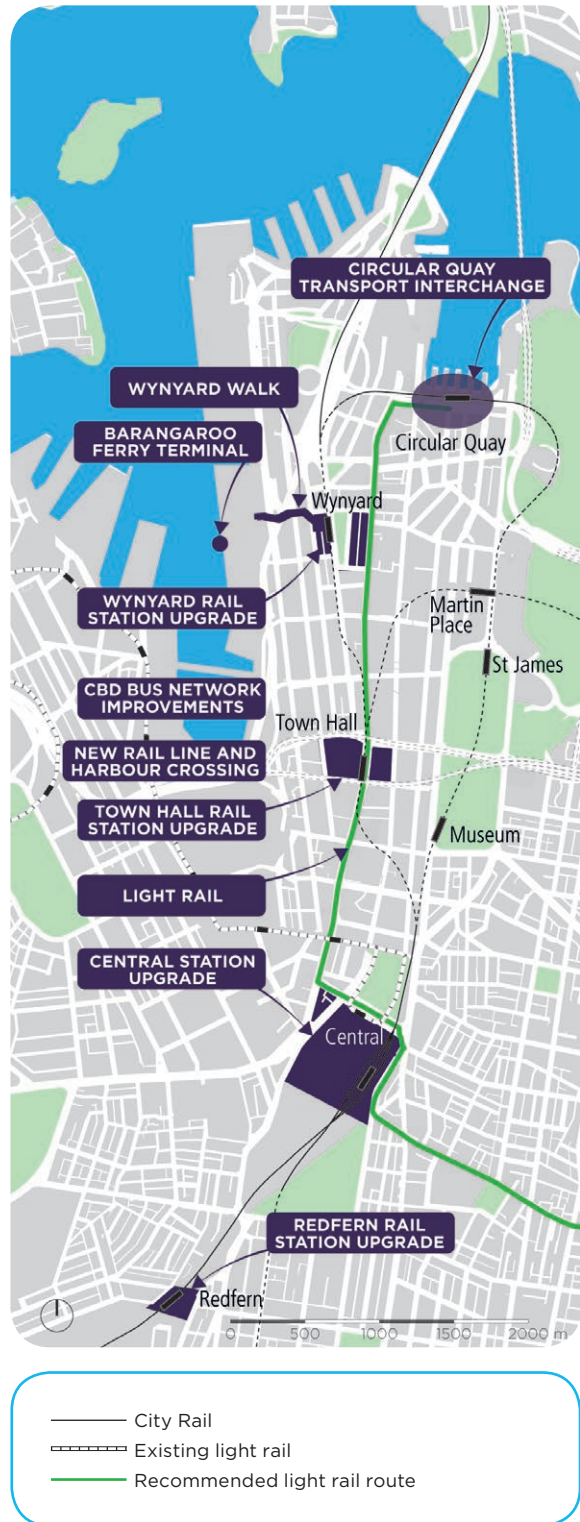 CIRCULAR QUAY
TRANSPORT INTERCHANGE
WYNYARD WALK
BARANGAROO
FERRY TERMINAL
Circular Quay
Wynyard
WYNYARD RAIL
STATION UPGRADE
Martin
Place
St James
CBD BUS NETWORK
IMPROVEMENTS
Town Hall
NEW RAIL LINE AND
HARBOUR CROSSING
TOWN HALL RAIL
STATION UPGRADE
Museum
LIGHT RAIL
CENTRAL STATION
UPGRADE
Central
REDFERN RAIL
STATION UPGRADE
Redfern
0 500 1000 1500 2000 m
City Rail
Existing light rail
Recommended light rail route